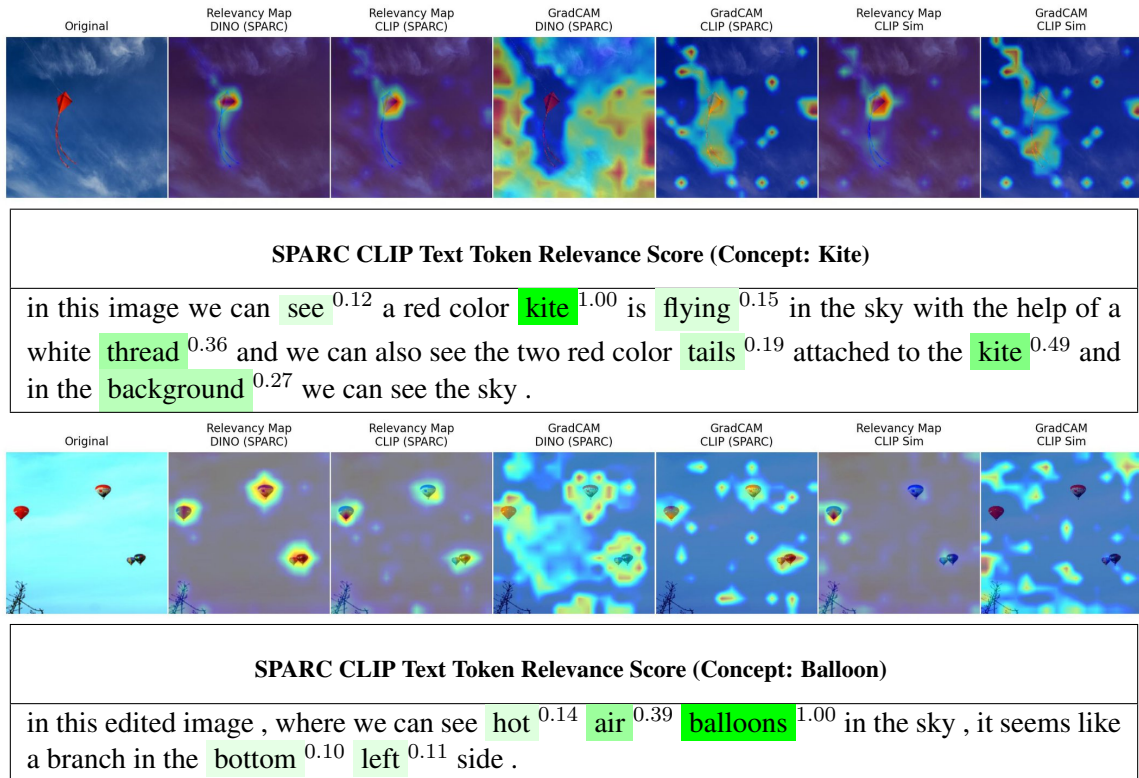 Original
Relevancy Map
DINO (SPARC)
Relevancy Map
CLIP (SPARC)
GradCAM
DINO (SPARC)
GradCAM
CLIP (SPARC)
Relevancy Map
CLIP Sim
GradCAM
CLIP Sim
SPARC CLIP Text Token Relevance Score (Concept: Kite)
in this image we can see 0.12 a red color kite 1.00 is flying 0.15 in the sky with the help of a
white thread 0.36 and we can also see the two red color tails 0.19 attached to the kite 0.49 and
in the background 0.27 we can see the sky .
Original
Relevancy Map
DINO (SPARC)
Relevancy Map
CLIP (SPARC)
GradCAM
DINO (SPARC)
GradCAM
CLIP (SPARC)
Relevancy Map
CLIP Sim
GradCAM
CLIP Sim
SPARC CLIP Text Token Relevance Score (Concept: Balloon)
in this edited image , where we can see hot 0.14 air 0.39 balloons 1.00 in the sky , it seems like
a branch in the bottom 0.10 left 0.11 side .